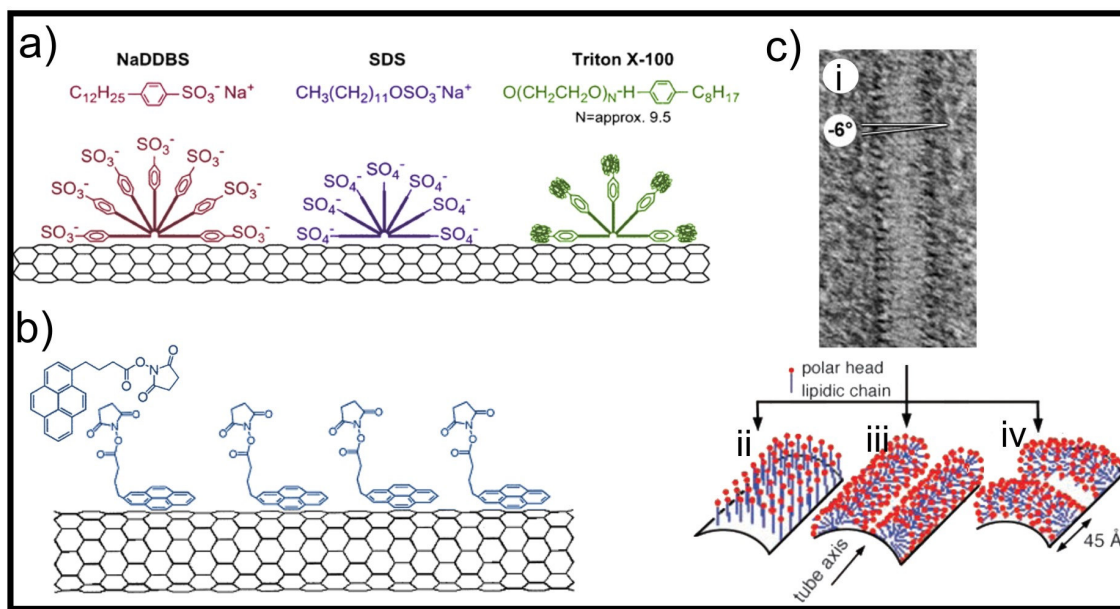 a)
NaDDBS
SDS
Triton X-100
C₁₂H₂₅ SO₃⁻ Na⁺
CH₃(CH₂)₁₁OSO₃⁻Na⁺
O(CH₂CH₂O)N-H C₈H₁₇
N=approx. 9.5
SO₃⁻ SO₃⁻ SO₃⁻ SO₃⁻ SO₃⁻ SO₃⁻ SO₃⁻
SO₄⁻ SO₄⁻ SO₄⁻ SO₄⁻ SO₄⁻ SO₄⁻ SO₄⁻
b)
O O N O O
O O N O O
O O N O O
O O N O O
O O N O O
c)
i
-6°
polar head
lipidic chain
ii
iii
iv
tube axis
45 Å